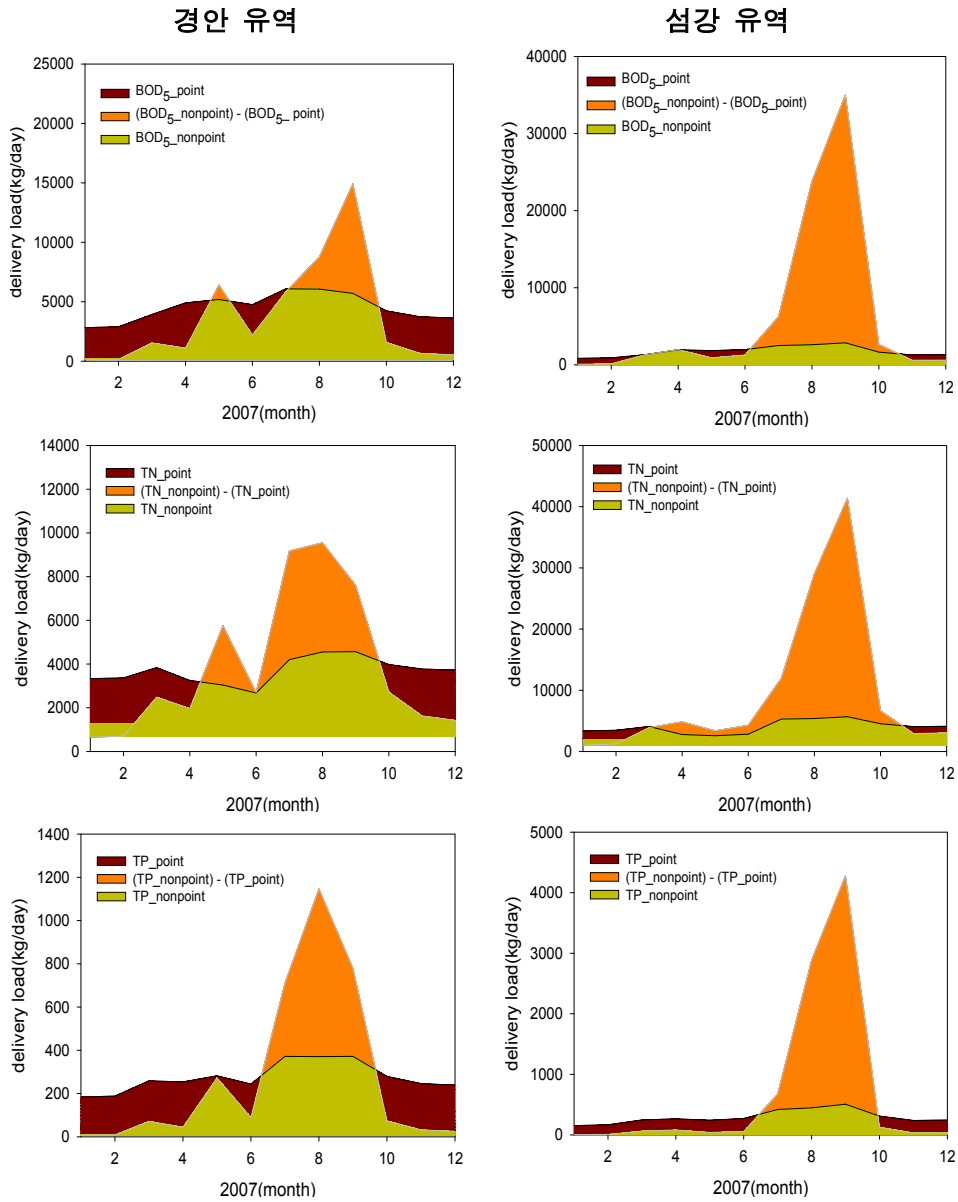 경안 유역
섬강 유역
25000
20000
15000
10000
5000
0
delivery load(kg/day)
BOD5_point
(BOD5_nonpoint) - (BOD5_ point)
BOD5_nonpoint
2 4 6 8 10 12
2007(month)
40000
30000
20000
10000
0
delivery load(kg/day)
BOD5_point
(BOD5_nonpoint) - (BOD5_point)
BOD5_nonpoint
2 4 6 8 10 12
2007(month)
14000
12000
10000
8000
6000
4000
2000
0
delivery load(kg/day)
TN_point
(TN_nonpoint) - (TN_point)
TN_nonpoint
2 4 6 8 10 12
2007(month)
50000
40000
30000
20000
10000
0
delivery load(kg/day)
TN_point
(TN_nonpoint) - (TN_point)
TN_nonpoint
2 4 6 8 10 12
2007(month)
1400
1200
1000
800
600
400
200
0
delivery load(kg/day)
TP_point
(TP_nonpoint) - (TP_point)
TP_nonpoint
2 4 6 8 10 12
2007(month)
5000
4000
3000
2000
1000
0
delivery load(kg/day)
TP_point
(TP_nonpoint) - (TP_point)
TP_nonpoint
2 4 6 8 10 12
2007(month)